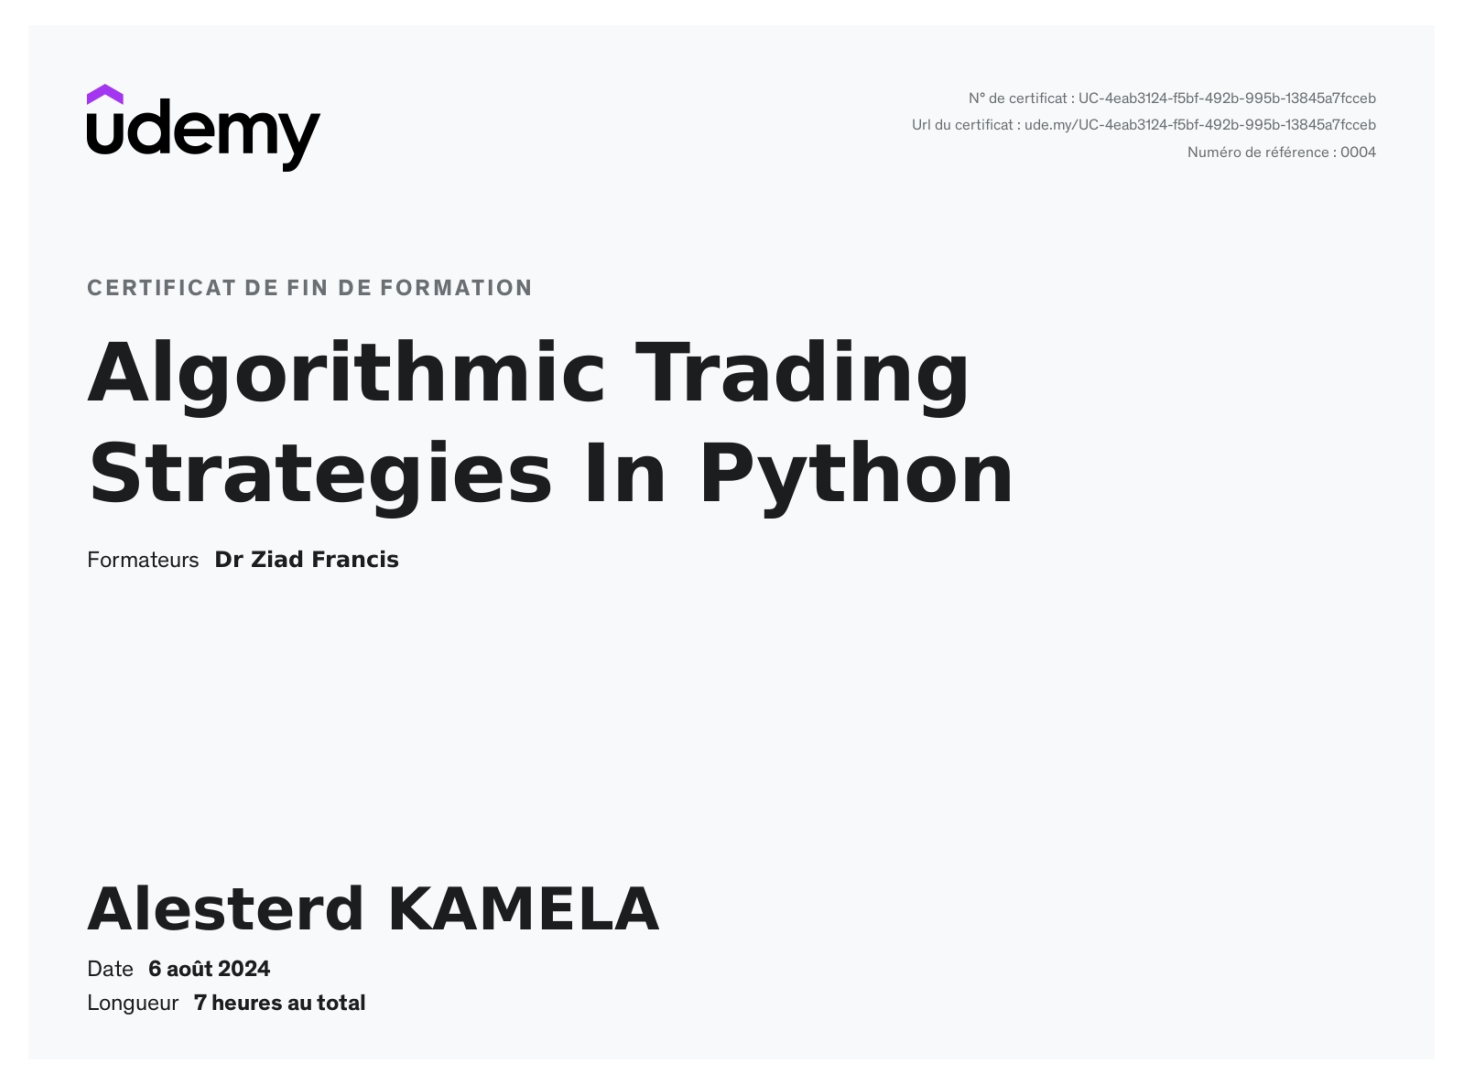 udemy
N° de certificat : UC-4eab3124-f5bf-492b-995b-13845a7fcceb
Url du certificat : ude.my/UC-4eab3124-f5bf-492b-995b-13845a7fcceb
Numéro de référence : 0004
CERTIFICAT DE FIN DE FORMATION
Algorithmic Trading
Strategies In Python
Formateurs Dr Ziad Francis
Alesterd KAMELA
Date 6 août 2024
Longueur 7 heures au total